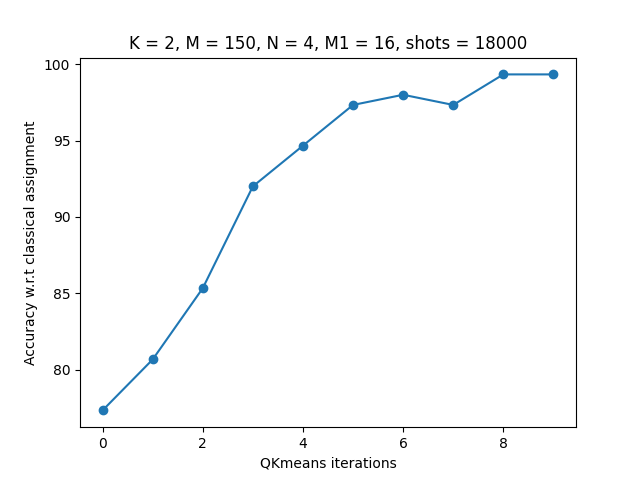 K = 2, M = 150, N = 4, M1 = 16, shots = 18000
100
95
90
85
80
Accuracy w.r.t classical assignment
0 2 4 6 8
QKmeans iterations